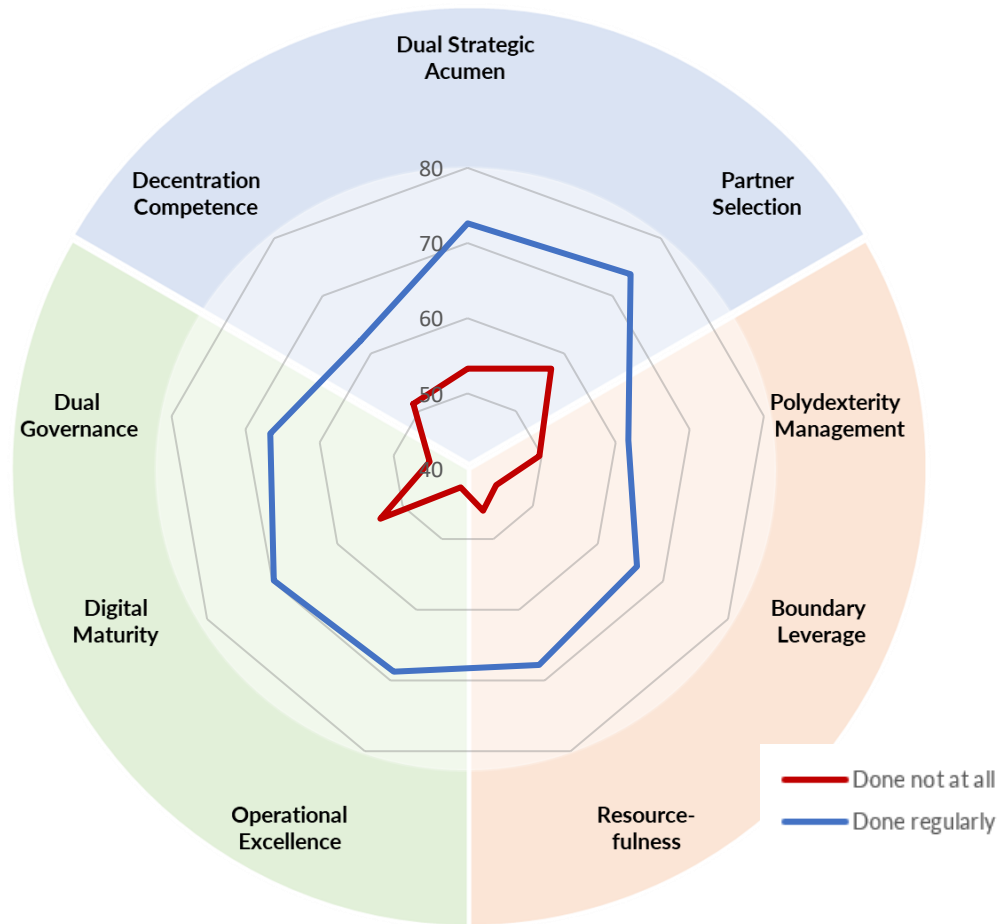 Dual Strategic
Acumen
Decentration
Competence
Partner
Selection
80
70
60
50
40
Dual
Governance
Polydexterity
Management
Digital
Maturity
Boundary
Leverage
Operational
Excellence
Resource-
fulness
Done not at all
Done regularly